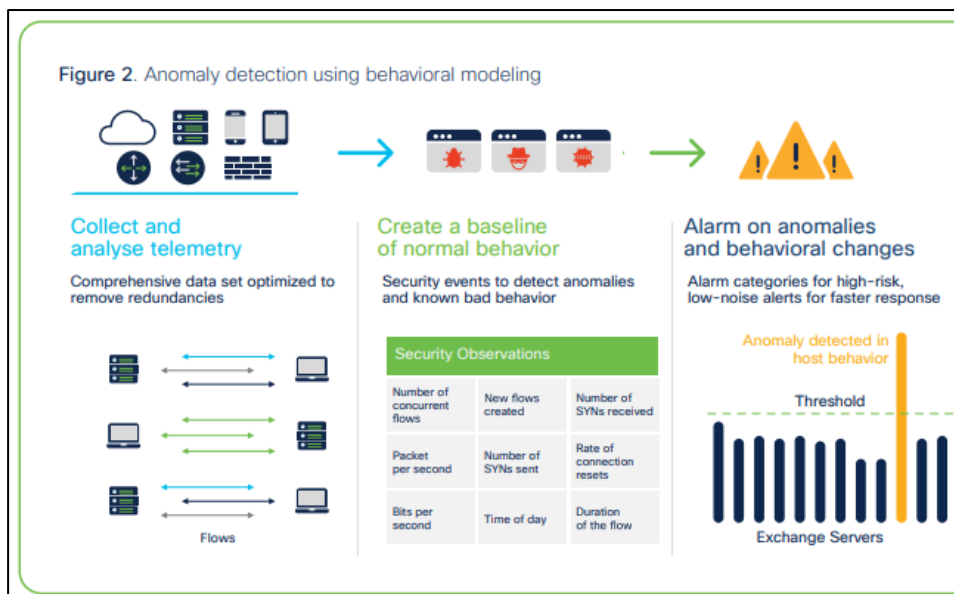 Figure 2. Anomaly detection using behavioral modeling
Collect and
analyse telemetry
Comprehensive data set optimized to
remove redundancies
Flows
Create a baseline
of normal behavior
Security events to detect anomalies
and known bad behavior
Security Observations
Number of
concurrent
flows
New flows
created
Number of
SYNs received
Packet
per second
Number of
SYNs sent
Rate of
connection
resets
Bits per
second
Time of day
Duration
of the flow
Alarm on anomalies
and behavioral changes
Alarm categories for high-risk,
low-noise alerts for faster response
Anomaly detected in
host behavior
Threshold
Exchange Servers